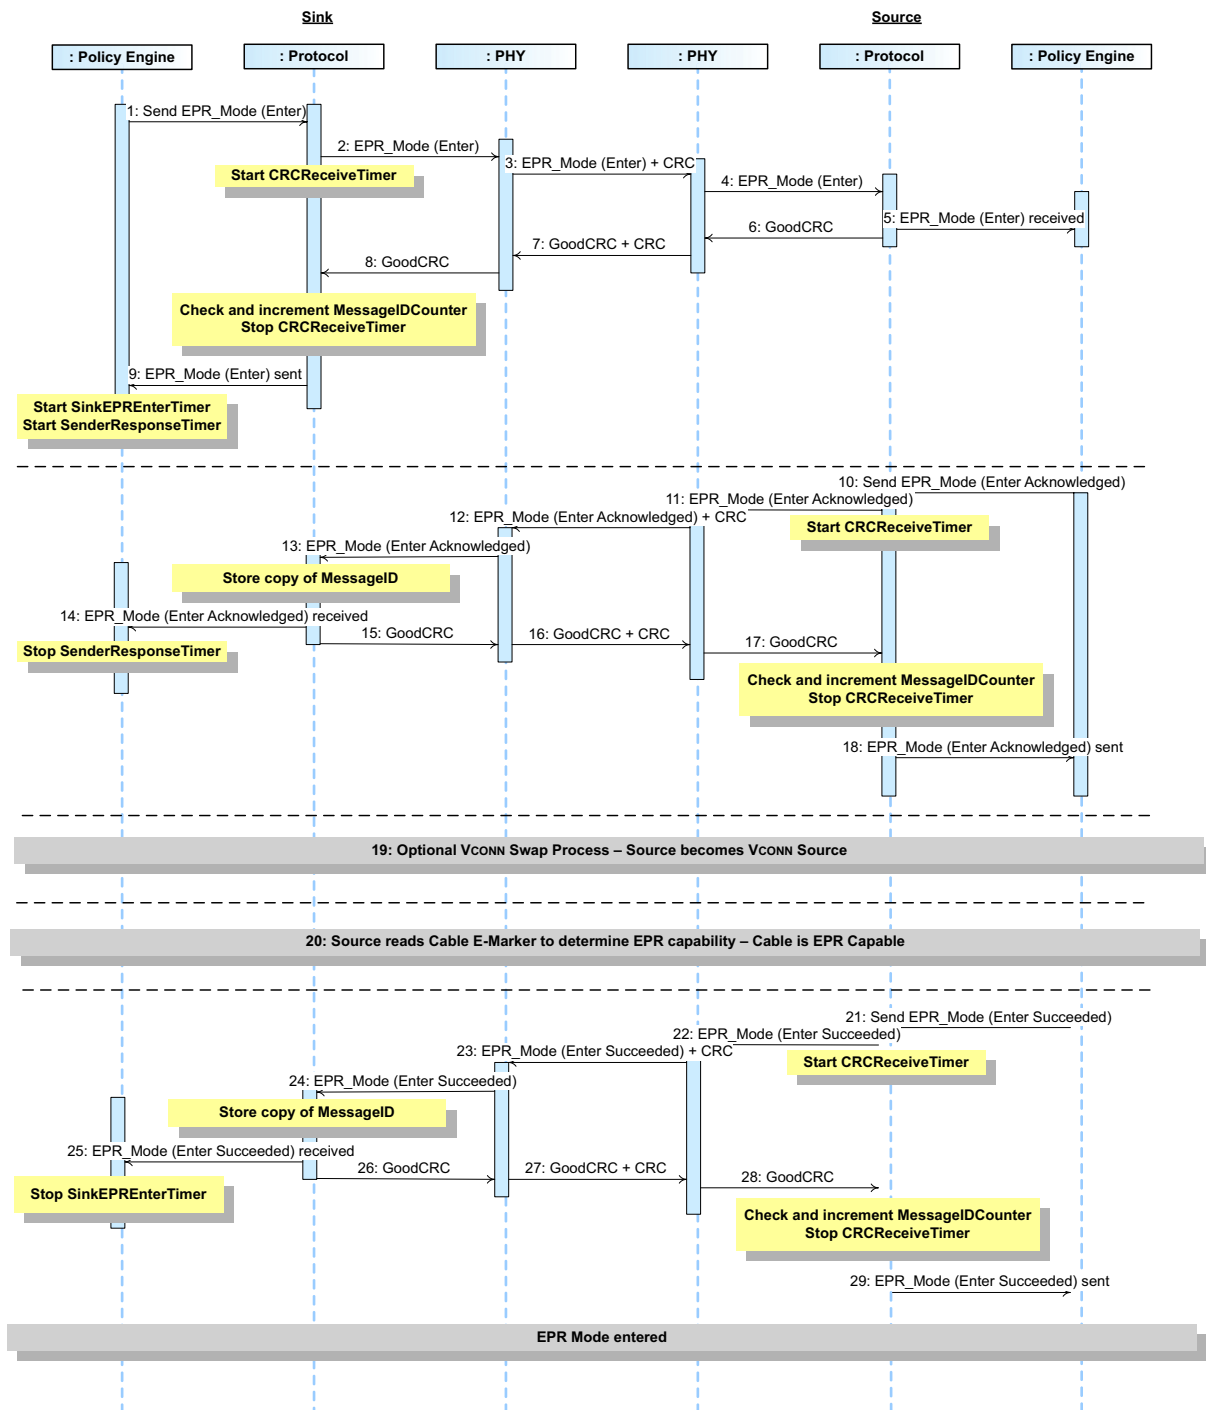 Sink
Source
: Policy Engine
: Protocol
: PHY
: PHY
: Protocol
: Policy Engine
1: Send EPR_Mode (Enter)
2: EPR_Mode (Enter)
Start CRCReceiveTimer
3: EPR_Mode (Enter) + CRC
4: EPR_Mode (Enter)
5: EPR_Mode (Enter) received
6: GoodCRC
7: GoodCRC + CRC
8: GoodCRC
Check and increment MessageIDCounter
Stop CRCReceiveTimer
9: EPR_Mode (Enter) sent
Start SinkEPREnterTimer
Start SenderResponseTimer
10: Send EPR_Mode (Enter Acknowledged)
11: EPR_Mode (Enter Acknowledged)
12: EPR_Mode (Enter Acknowledged) + CRC
Start CRCReceiveTimer
13: EPR_Mode (Enter Acknowledged)
Store copy of MessageID
14: EPR_Mode (Enter Acknowledged) received
15: GoodCRC
16: GoodCRC + CRC
17: GoodCRC
Stop SenderResponseTimer
Check and increment MessageIDCounter
Stop CRCReceiveTimer
18: EPR_Mode (Enter Acknowledged) sent
19: Optional VCONN Swap Process – Source becomes VCONN Source
20: Source reads Cable E-Marker to determine EPR capability – Cable is EPR Capable
21: Send EPR_Mode (Enter Succeeded)
22: EPR_Mode (Enter Succeeded)
23: EPR_Mode (Enter Succeeded) + CRC
Start CRCReceiveTimer
24: EPR_Mode (Enter Succeeded)
Store copy of MessageID
25: EPR_Mode (Enter Succeeded) received
26: GoodCRC
27: GoodCRC + CRC
28: GoodCRC
Stop SinkEPREnterTimer
Check and increment MessageIDCounter
Stop CRCReceiveTimer
29: EPR_Mode (Enter Succeeded) sent
EPR Mode entered